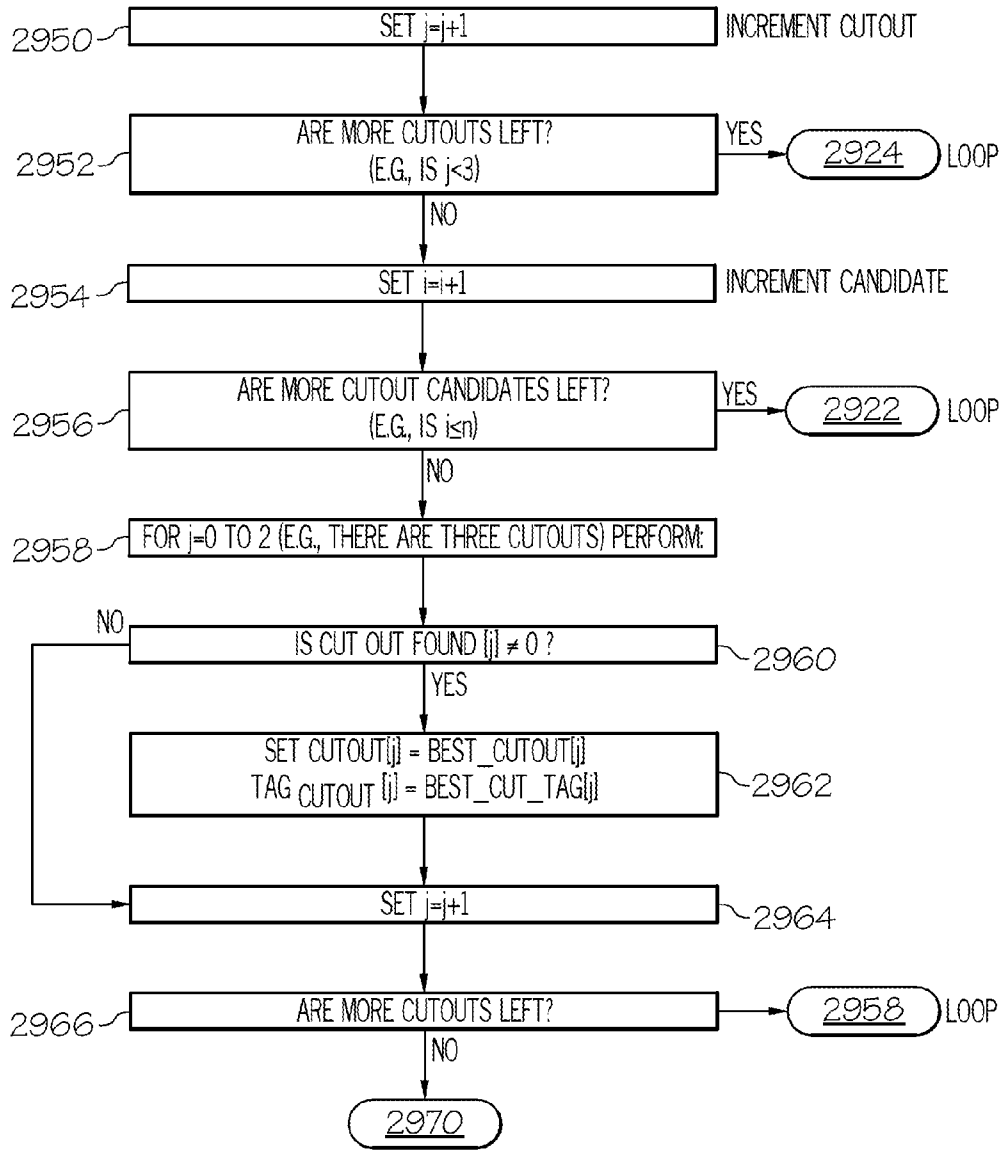 2950
SET j=j+1
INCREMENT CUTOUT
2952
ARE MORE CUTOUTS LEFT?
(E.G., IS j<3)
YES
2924
LOOP
NO
2954
SET i=i+1
INCREMENT CANDIDATE
2956
ARE MORE CUTOUT CANDIDATES LEFT?
(E.G., IS i≤n)
YES
2922
LOOP
NO
2958
FOR j=0 TO 2 (E.G., THERE ARE THREE CUTOUTS) PERFORM:
NO
IS CUT OUT FOUND [j] ≠ 0 ?
2960
YES
SET CUTOUT[j] = BEST_CUTOUT[j]
TAG CUTOUT [j] = BEST_CUT_TAG[j]
2962
SET j=j+1
2964
2966
ARE MORE CUTOUTS LEFT?
2958
LOOP
NO
2970